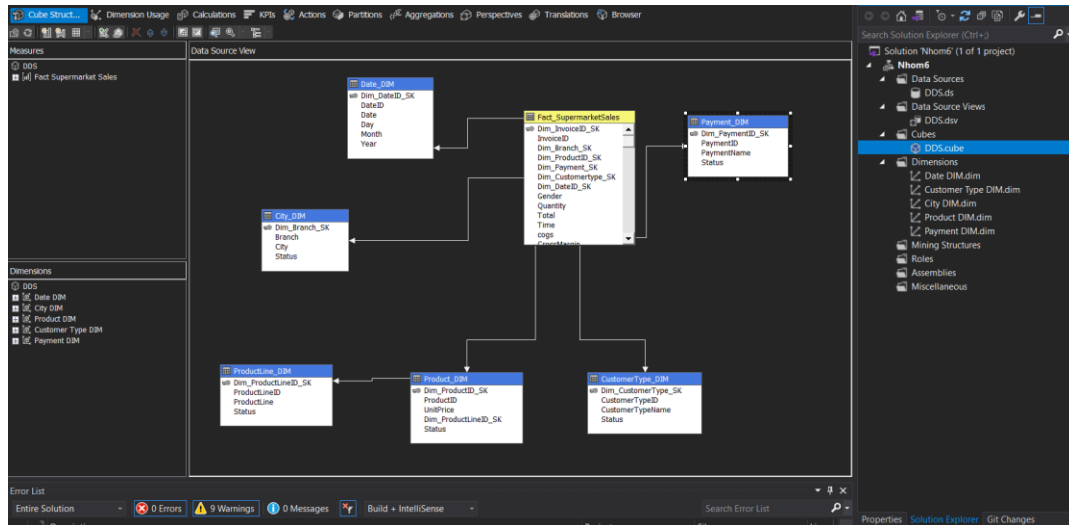 Cube Struct... Dimension Usage Calculations KPIs Actions Partitions Aggregations Perspectives Translations Browser
Measures
DDS
Fact Supermarket Sales
Dimensions
DDS
Date DIM
City DIM
Product DIM
Customer Type DIM
Payment DIM
Data Source View
Date_DIM
Dim_DateID_SK
DateID
Date
Day
Month
Year
Fact_SupermarketSales
Dim_InvoiceID_SK
InvoiceID
Dim_Branch_SK
Dim_ProductID_SK
Dim_Payment_SK
Dim_Customertype_SK
Dim_DateID_SK
Gender
Quantity
Total
Time
cogs
GrossMargin
Payment_DIM
Dim_PaymentID_SK
PaymentID
PaymentName
Status
City_DIM
Dim_Branch_SK
Branch
City
Status
ProductLine_DIM
Dim_ProductLineID_SK
ProductLineID
ProductLine
Status
Product_DIM
Dim_ProductID_SK
ProductID
UnitPrice
Dim_ProductLineID_SK
Status
CustomerType_DIM
Dim_CustomerType_SK
CustomerTypeID
CustomerTypeName
Status
Search Solution Explorer (Ctrl+;)
Solution 'Nhom6' (1 of 1 project)
Nhom6
Data Sources
DDS.ds
Data Source Views
DDS.dsv
Cubes
DDS.cube
Dimensions
Date DIM.dim
Customer Type DIM.dim
City DIM.dim
Product DIM.dim
Payment DIM.dim
Mining Structures
Roles
Assemblies
Miscellaneous
Error List
Entire Solution 0 Errors 9 Warnings 0 Messages Build + IntelliSense Search Error List
Properties Solution Explorer Git Changes